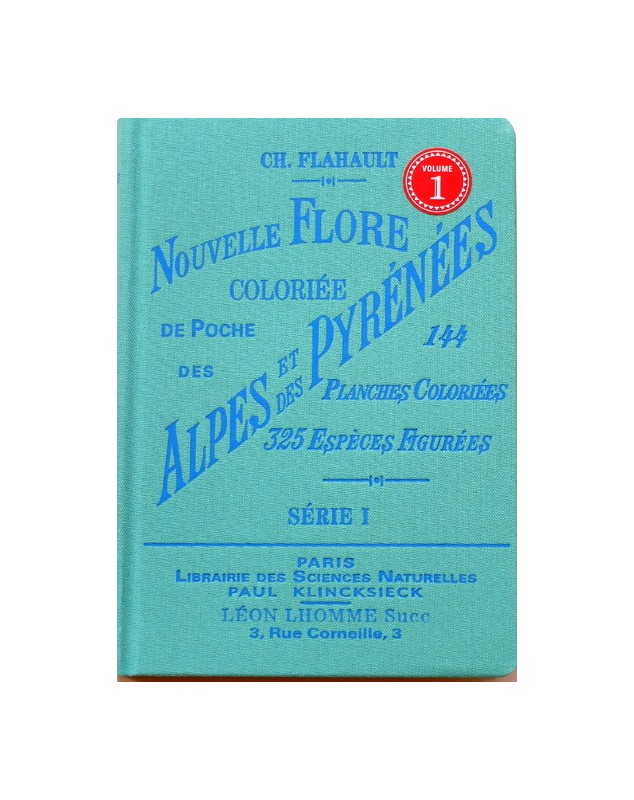 CH. FLAHAULT
VOLUME
1
NOUVELLE FLORE
COLORIÉE
DE POCHE
DES
ALPES ET DES PYRÉNÉES
144
PLANCHES COLORIÉES
325 ESPÈCES FIGURÉES
SÉRIE I
PARIS
LIBRAIRIE DES SCIENCES NATURELLES
PAUL KLINCKSIECK
LÉON LHOMME Succ
3, Rue Corneille, 3